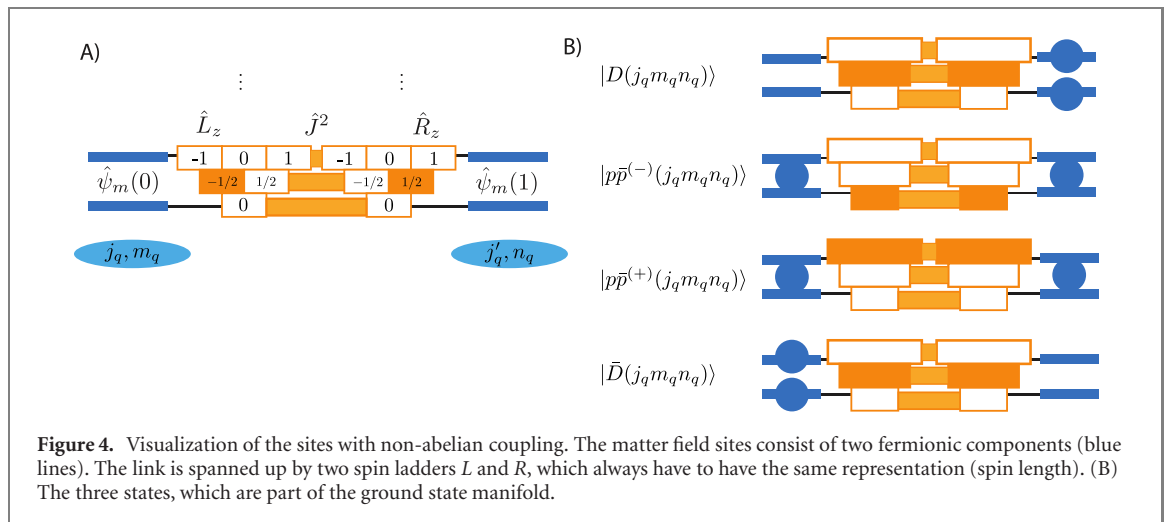 A)
⋮ ⋮
L̂_z Ĵ² R̂_z
-1 0 1 -1 0 1
ψ̂_m(0) −1/2 1/2 −1/2 1/2 ψ̂_m(1)
0 0
j_q, m_q j′_q, n_q
B)
|D(j_q m_q n_q)⟩
|pp̄^(−)(j_q m_q n_q)⟩
|pp̄^(+)(j_q m_q n_q)⟩
|D̄(j_q m_q n_q)⟩
Figure 4. Visualization of the sites with non-abelian coupling. The matter field sites consist of two fermionic components (blue
lines). The link is spanned up by two spin ladders L and R, which always have to have the same representation (spin length). (B)
The three states, which are part of the ground state manifold.